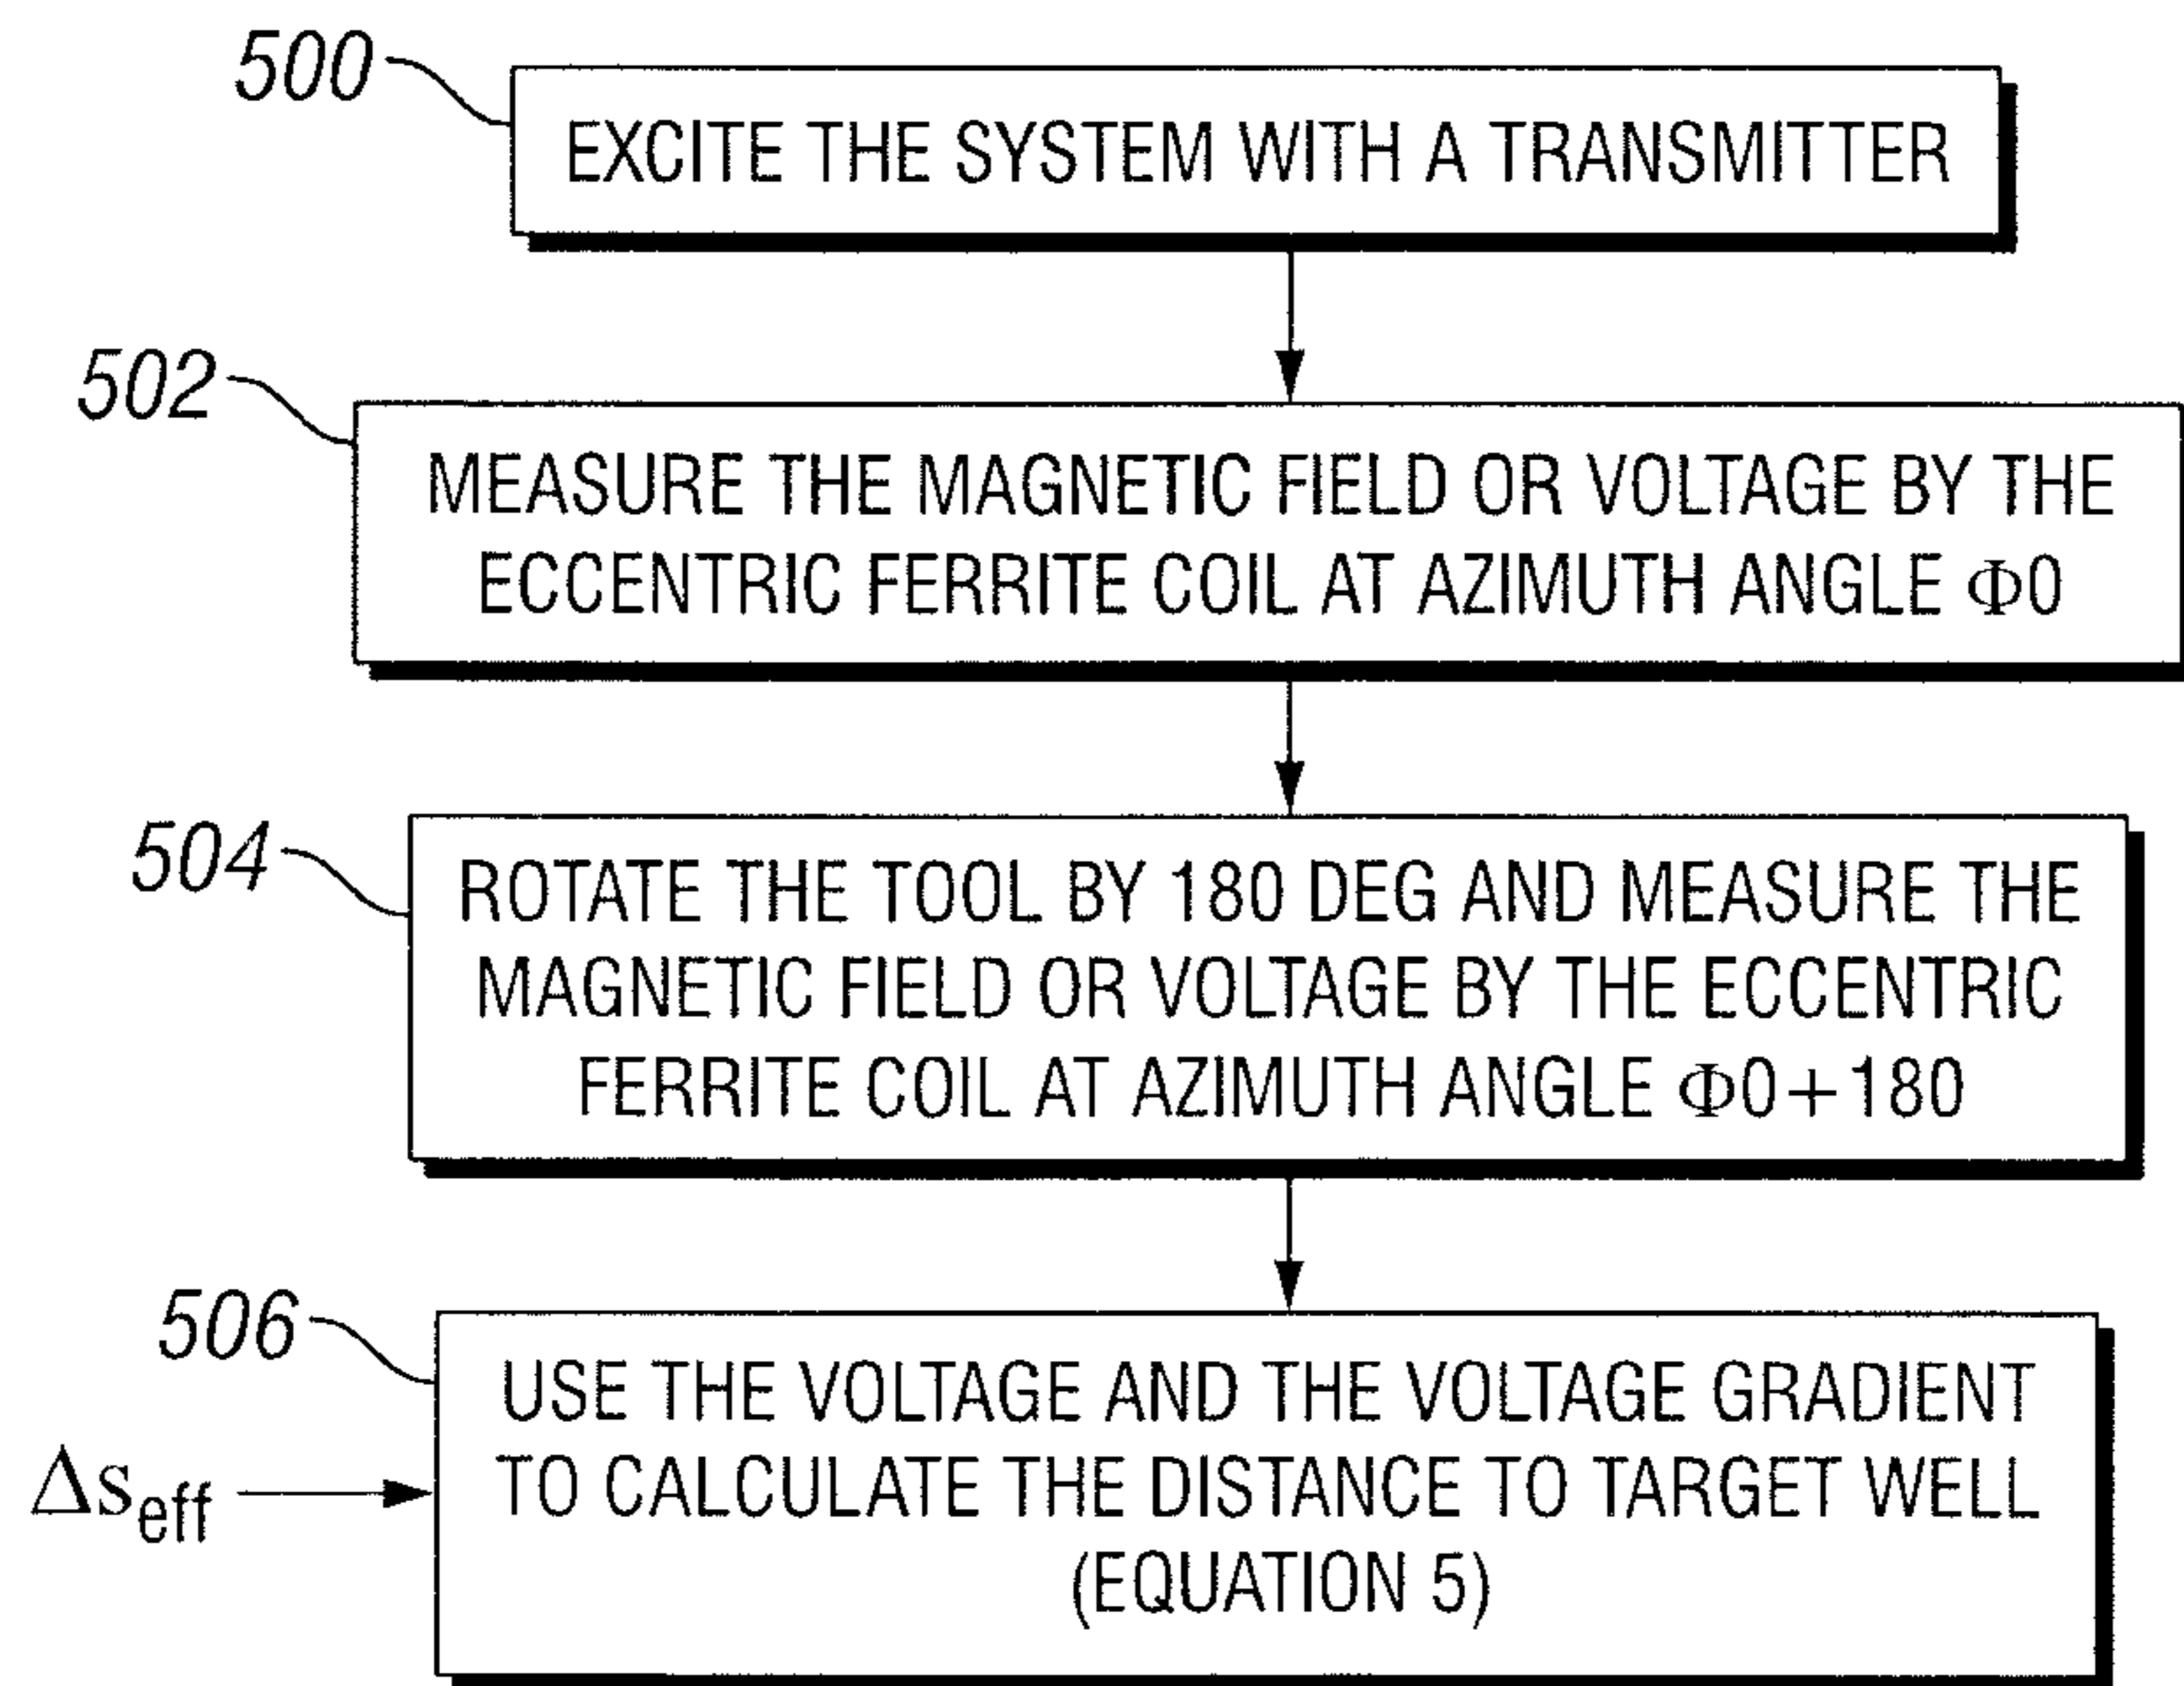 500
EXCITE THE SYSTEM WITH A TRANSMITTER
502
MEASURE THE MAGNETIC FIELD OR VOLTAGE BY THE
ECCENTRIC FERRITE COIL AT AZIMUTH ANGLE Φ0
504
ROTATE THE TOOL BY 180 DEG AND MEASURE THE
MAGNETIC FIELD OR VOLTAGE BY THE ECCENTRIC
FERRITE COIL AT AZIMUTH ANGLE Φ0+180
506
USE THE VOLTAGE AND THE VOLTAGE GRADIENT
TO CALCULATE THE DISTANCE TO TARGET WELL
(EQUATION 5)
Δs_eff